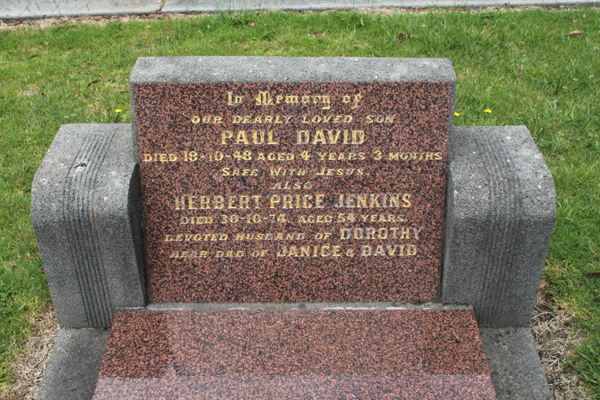 In Memory of
OUR DEARLY LOVED SON
PAUL DAVID
DIED 18-10-48 AGED 4 YEARS 3 MONTHS
SAFE WITH JESUS
ALSO
HERBERT PRICE JENKINS
DIED 30-10-74 AGED 54 YEARS.
DEVOTED HUSBAND OF DOROTHY
DEAR DAD OF JANICE & DAVID